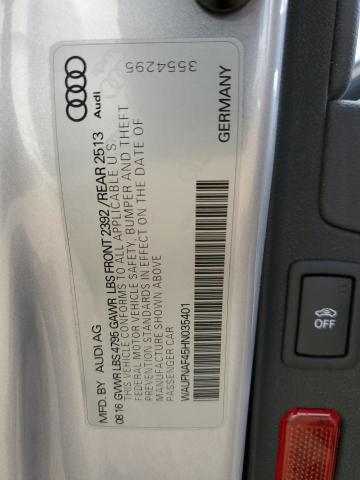 Audi
3554295
MFD. BY AUDI AG
0816 GVWR LBS 4795 GAWR LBS FRONT 2392/REAR 2513
THIS VEHICLE CONFORMS TO ALL APPLICABLE U.S.
FEDERAL MOTOR VEHICLE SAFETY, BUMPER AND THEFT
PREVENTION STANDARDS IN EFFECT ON THE DATE OF
MANUFACTURE SHOWN ABOVE.
PASSENGER CAR
WAUFNAF45HN035401
GERMANY
OFF